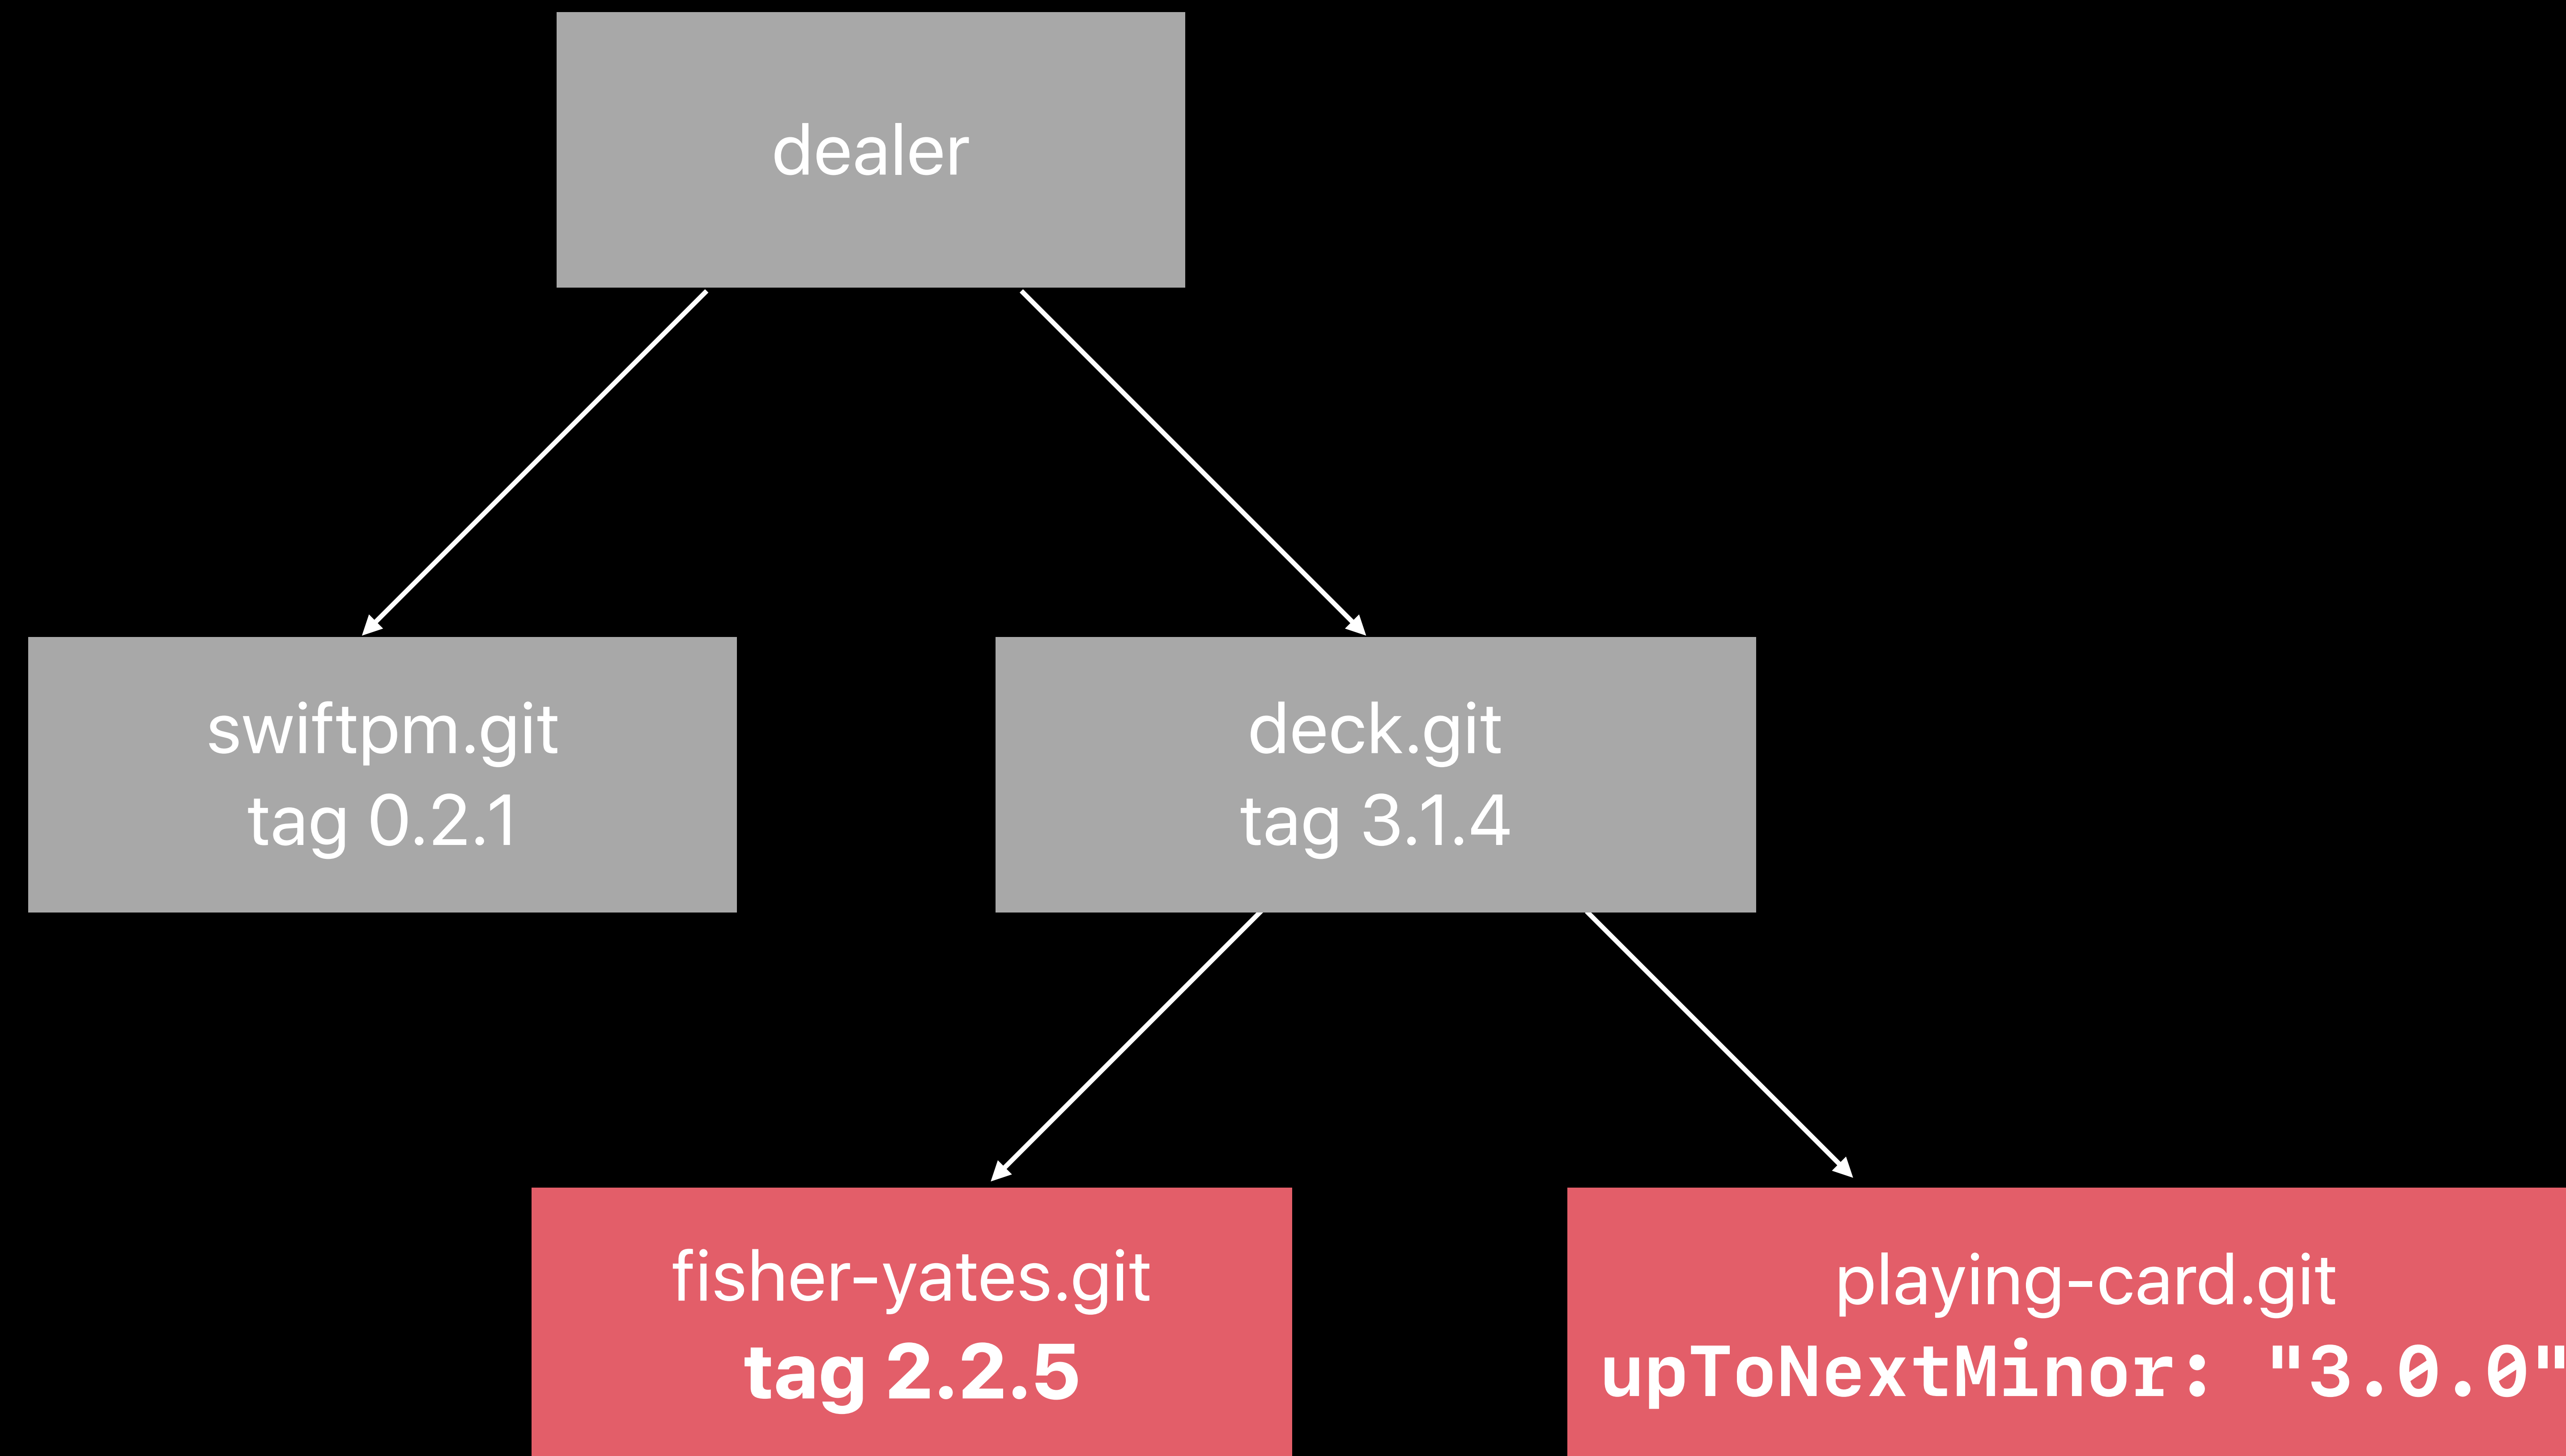 dealer
swiftpm.git
tag 0.2.1
deck.git
tag 3.1.4
fisher-yates.git
tag 2.2.5
playing-card.git
upToNextMinor: "3.0.0"